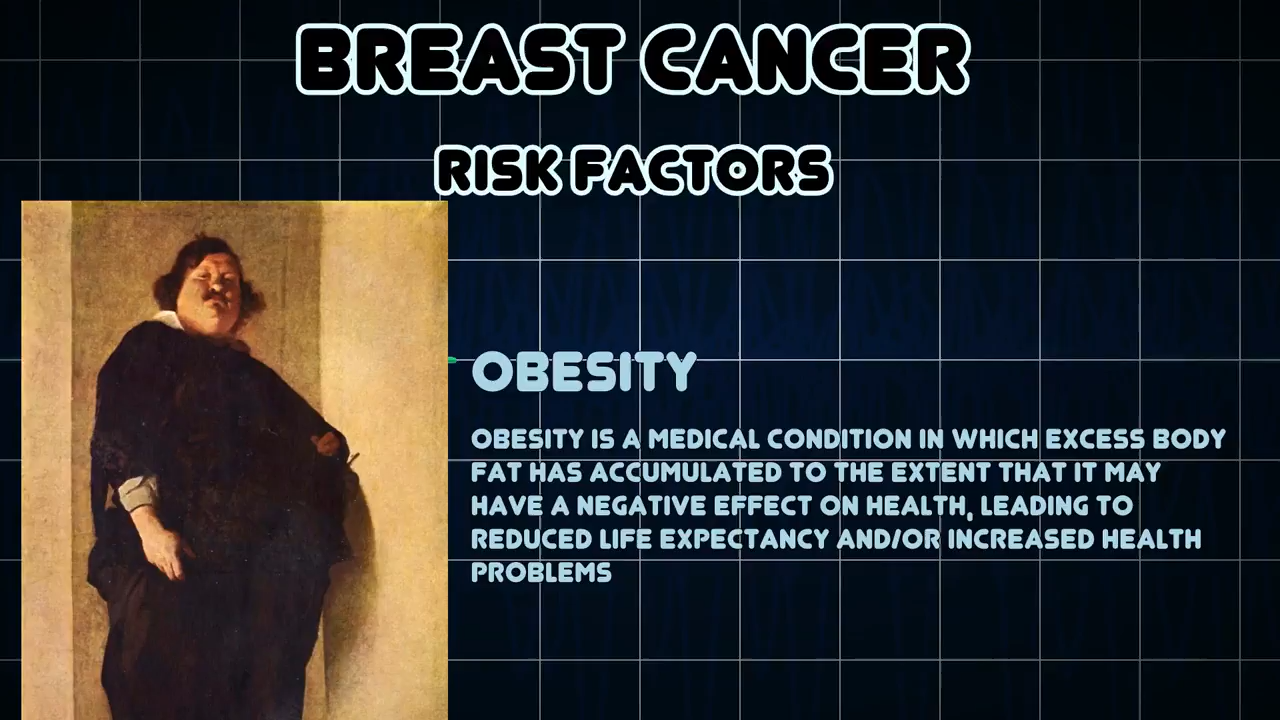 BREAST CANCER
RISK FACTORS
OBESITY
OBESITY IS A MEDICAL CONDITION IN WHICH EXCESS BODY
FAT HAS ACCUMULATED TO THE EXTENT THAT IT MAY
HAVE A NEGATIVE EFFECT ON HEALTH, LEADING TO
REDUCED LIFE EXPECTANCY AND/OR INCREASED HEALTH
PROBLEMS